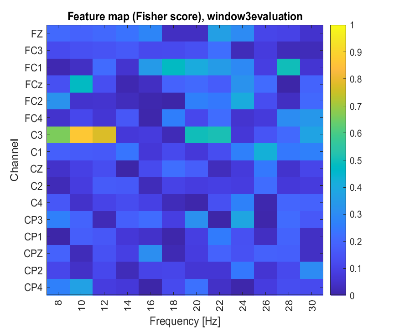 Feature map (Fisher score), window3evaluation
FZ
FC3
FC1
FCz
FC2
FC4
C3
C1
CZ
C2
C4
CP3
CP1
CPZ
CP2
CP4
Channel
8 10 12 14 16 18 20 22 24 26 28 30
Frequency [Hz]
1
0.9
0.8
0.7
0.6
0.5
0.4
0.3
0.2
0.1
0